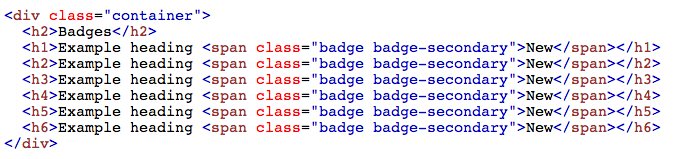 <div class="container">
  <h2>Badges</h2>
  <h1>Example heading <span class="badge badge-secondary">New</span></h1>
  <h2>Example heading <span class="badge badge-secondary">New</span></h2>
  <h3>Example heading <span class="badge badge-secondary">New</span></h3>
  <h4>Example heading <span class="badge badge-secondary">New</span></h4>
  <h5>Example heading <span class="badge badge-secondary">New</span></h5>
  <h6>Example heading <span class="badge badge-secondary">New</span></h6>
</div>